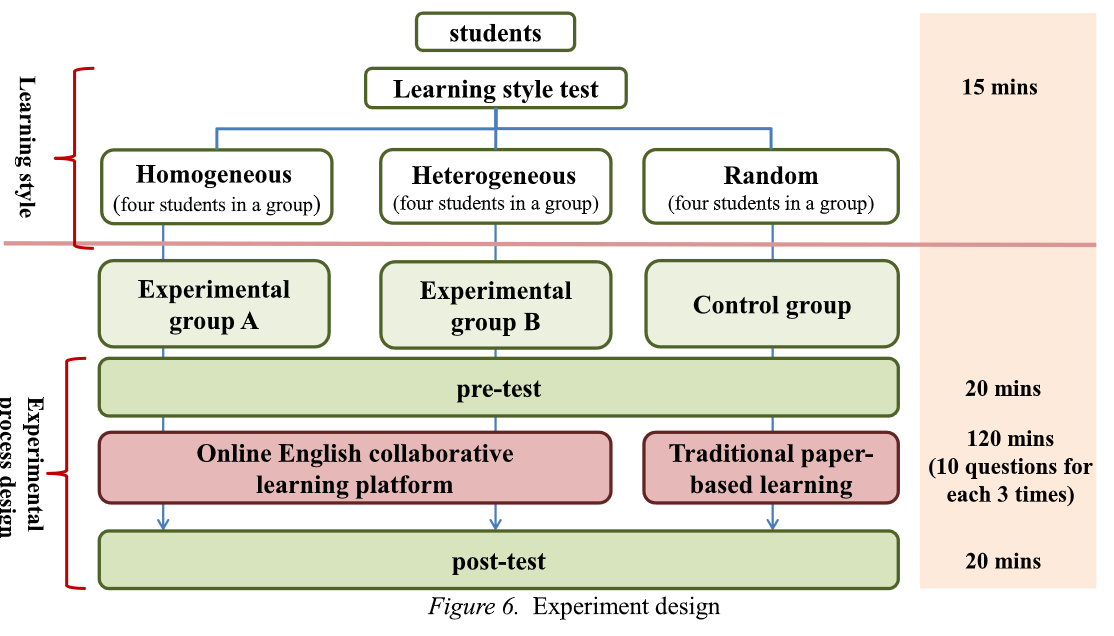 students
Learning style test
15 mins
Learning style
Homogeneous
(four students in a group)
Heterogeneous
(four students in a group)
Random
(four students in a group)
Experimental
group A
Experimental
group B
Control group
Experimental
process design
pre-test
20 mins
Online English collaborative
learning platform
Traditional paper-
based learning
120 mins
(10 questions for
each 3 times)
post-test
20 mins
Figure 6. Experiment design